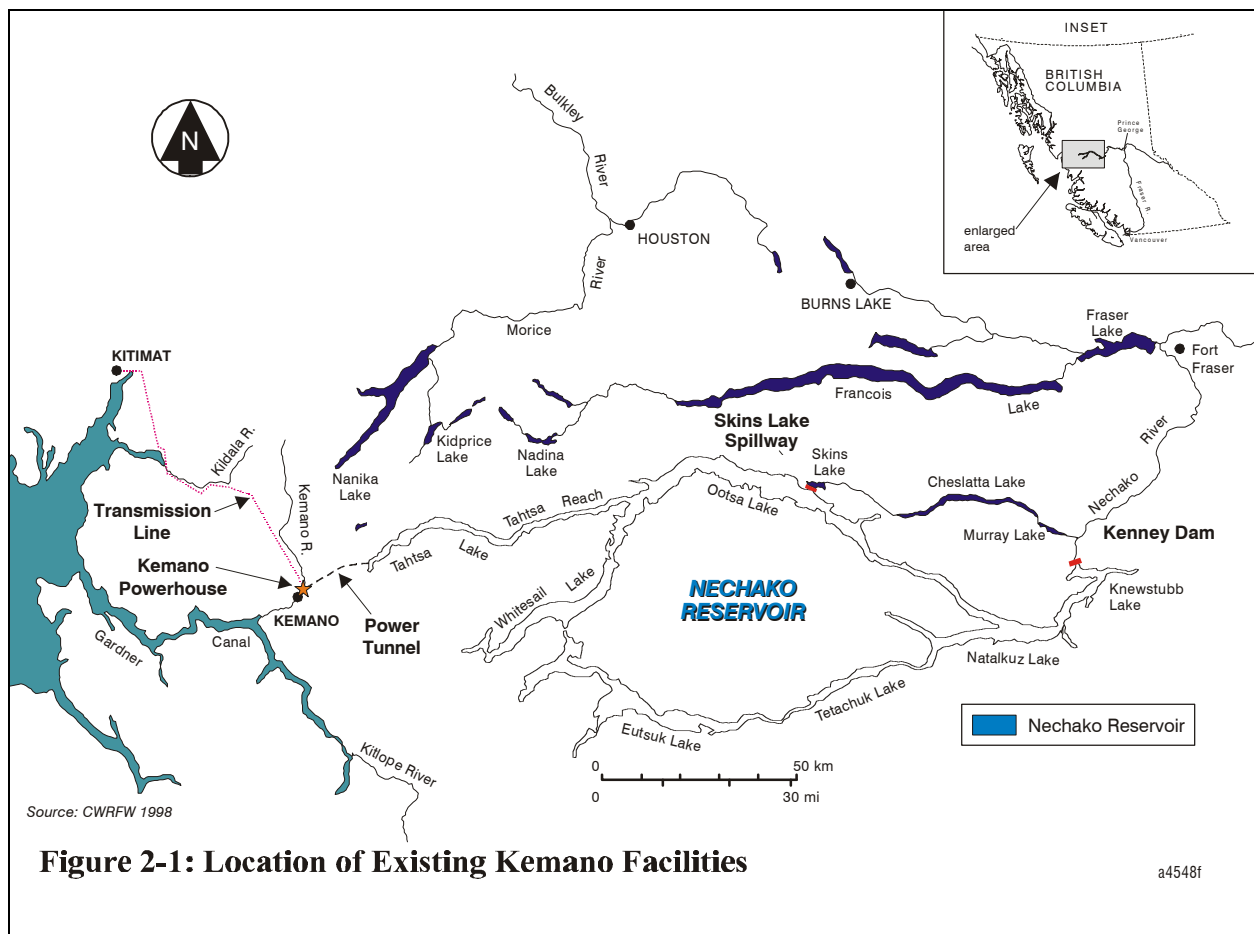 INSET
BRITISH
COLUMBIA
Prince
George
Fraser R.
Vancouver
enlarged
area
N
Bulkley
River
HOUSTON
River
Morice
BURNS LAKE
Fraser
Lake
Fort
Fraser
KITIMAT
Francois
Lake
Skins Lake
Spillway
River
Kidprice
Lake
Nadina
Lake
Skins
Lake
Kildala R.
Nanika
Lake
Cheslatta Lake
Nechako
Kemano R.
Transmission
Line
Tahtsa Reach
Ootsa Lake
Murray Lake
Kenney Dam
Tahtsa Lake
Kemano
Powerhouse
Whitesail Lake
NECHAKO
RESERVOIR
Knewstubb
Lake
KEMANO
Power
Tunnel
Gardner Canal
Natalkuz Lake
Tetachuk Lake
Eutsuk Lake
Nechako Reservoir
Kitlope River
0 50 km
0 30 mi
Source: CWRFW 1998
Figure 2-1: Location of Existing Kemano Facilities
a4548f